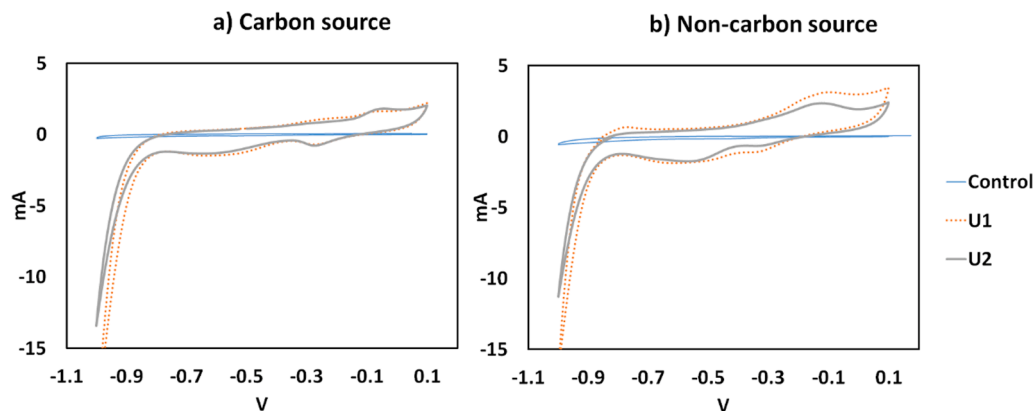 a) Carbon source
5
0
-5
-10
-15
mA
-1.1 -0.9 -0.7 -0.5 -0.3 -0.1 0.1
V
b) Non-carbon source
5
0
-5
-10
-15
mA
-1.1 -0.9 -0.7 -0.5 -0.3 -0.1 0.1
V
Control
U1
U2